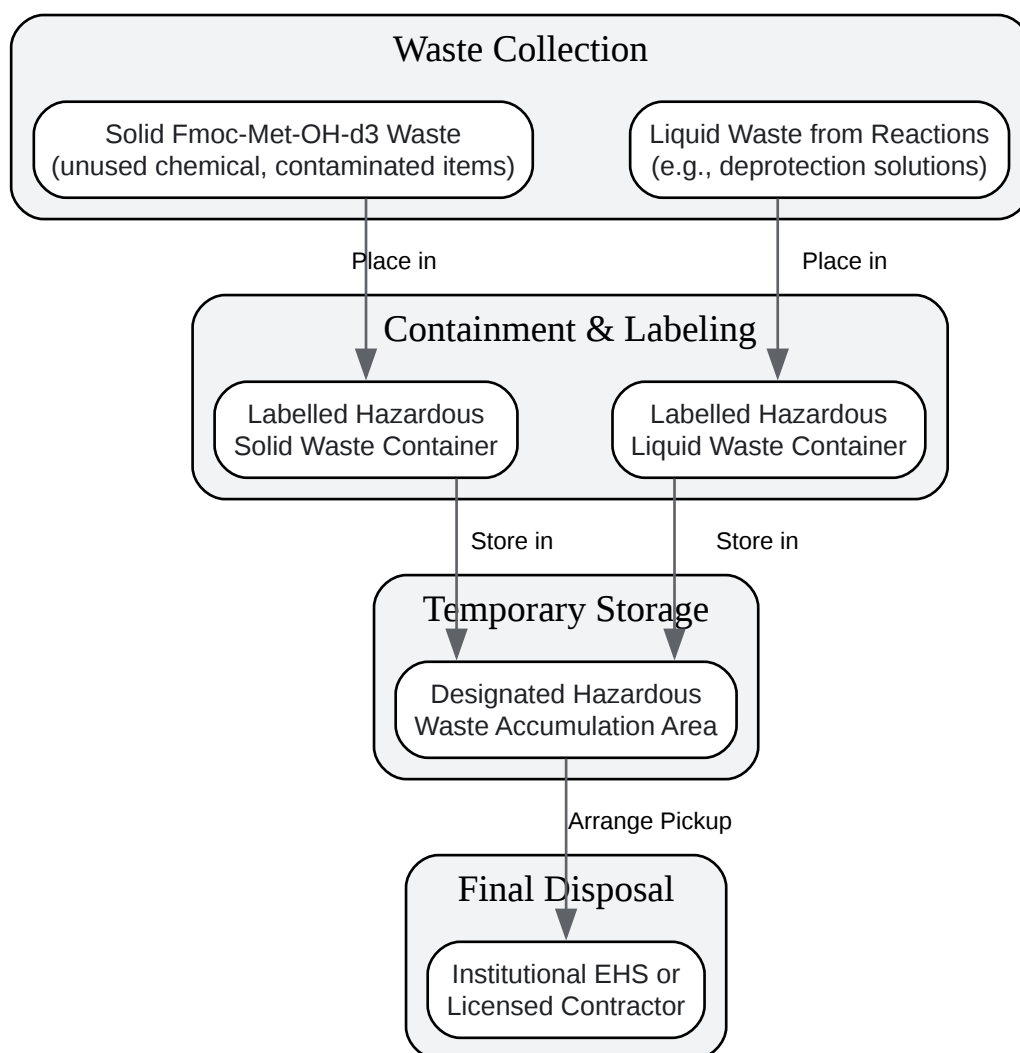 Waste Collection
Solid Fmoc-Met-OH-d3 Waste
(unused chemical, contaminated items)
Liquid Waste from Reactions
(e.g., deprotection solutions)
Place in
Place in
Containment & Labeling
Labelled Hazardous
Solid Waste Container
Labelled Hazardous
Liquid Waste Container
Store in
Store in
Temporary Storage
Designated Hazardous
Waste Accumulation Area
Arrange Pickup
Final Disposal
Institutional EHS or
Licensed Contractor